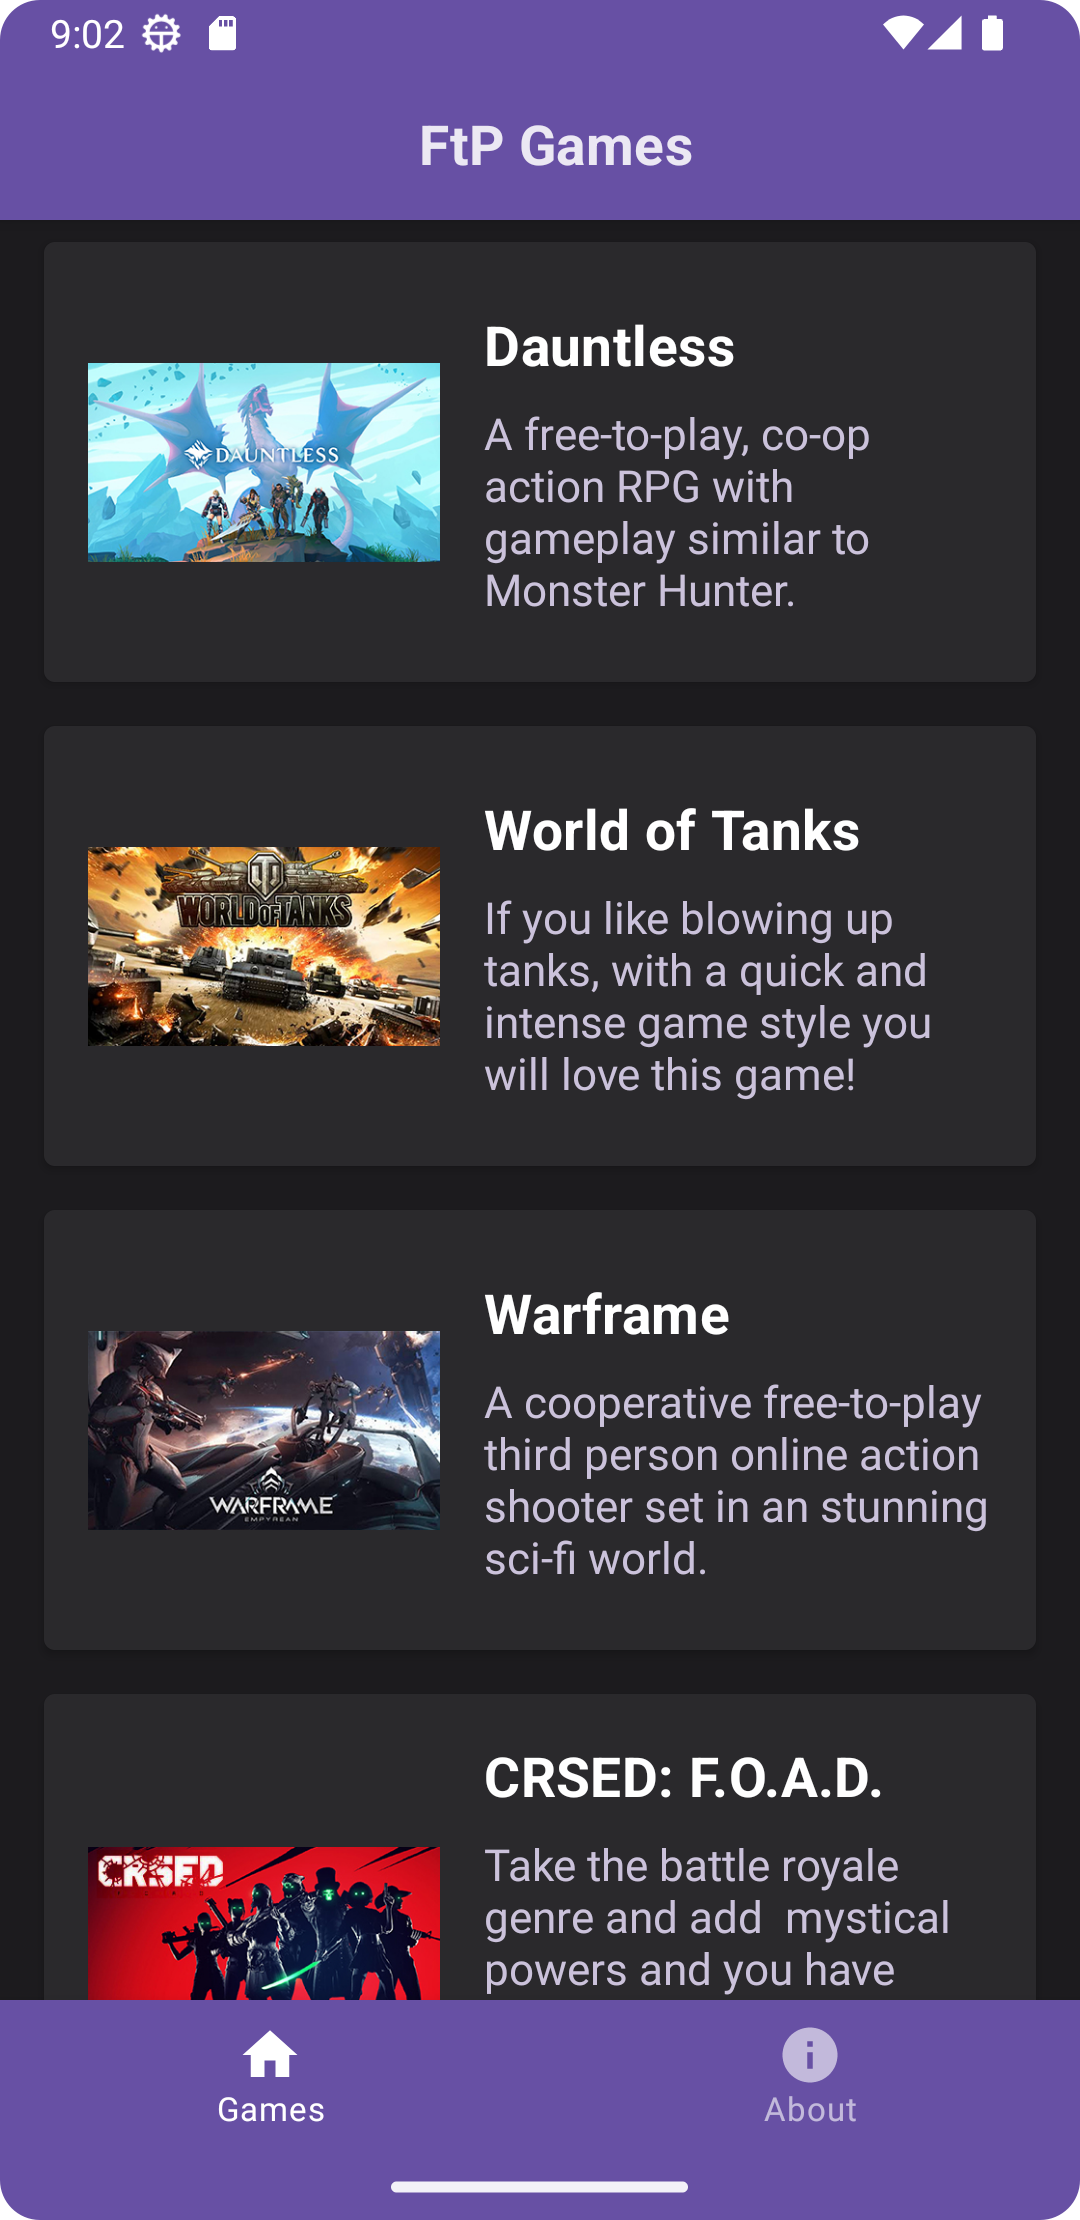 9:02
FtP Games
DAUNTLESS
Dauntless
A free-to-play, co-op
action RPG with
gameplay similar to
Monster Hunter.
WORLD OF TANKS
World of Tanks
If you like blowing up
tanks, with a quick and
intense game style you
will love this game!
WARFRAME
EMPYREAN
Warframe
A cooperative free-to-play
third person online action
shooter set in an stunning
sci-fi world.
CRSED
CRSED: F.O.A.D.
Take the battle royale
genre and add  mystical
powers and you have
Games
About